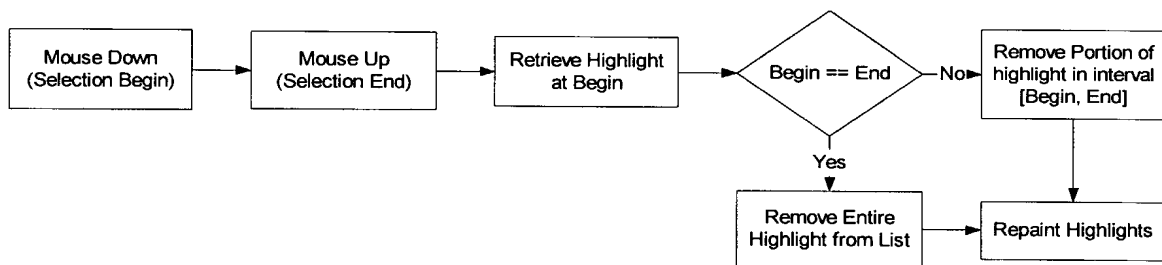 Mouse Down
(Selection Begin)
Mouse Up
(Selection End)
Retrieve Highlight
at Begin
Begin == End
No
Remove Portion of
highlight in interval
[Begin, End]
Yes
Remove Entire
Highlight from List
Repaint Highlights